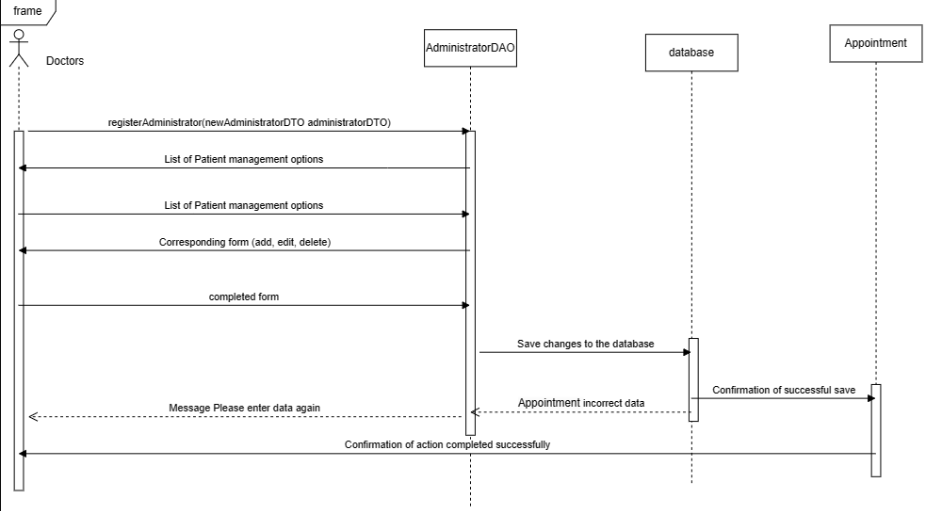 frame
Doctors
AdministratorDAO
database
Appointment
registerAdministrator(newAdministratorDTO administratorDTO)
List of Patient management options
List of Patient management options
Corresponding form (add, edit, delete)
completed form
Save changes to the database
Confirmation of successful save
Message Please enter data again
Appointment incorrect data
Confirmation of action completed successfully